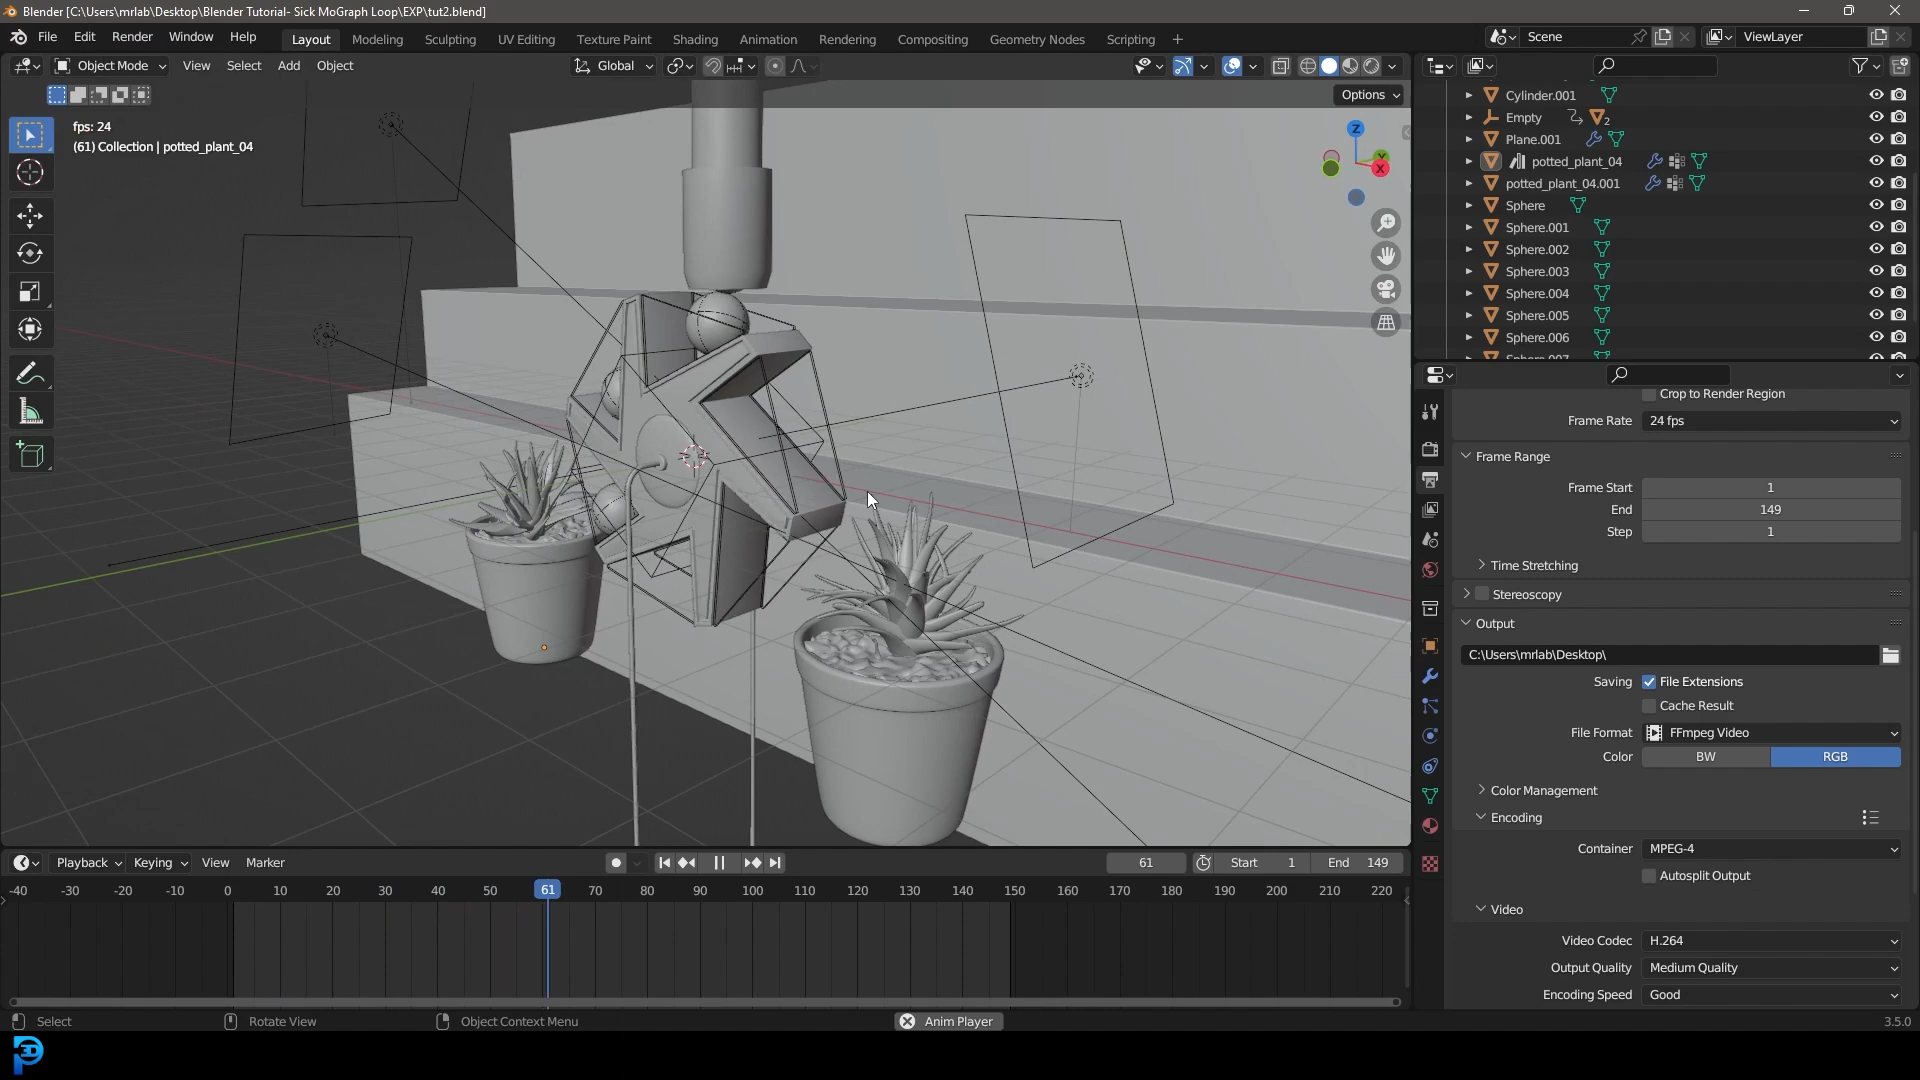 Blender [C:\Users\mrlab\Desktop\Blender Tutorial- Sick MoGraph Loop\EXP\tut2.blend]
File Edit Render Window Help Layout Modeling Sculpting UV Editing Texture Paint Shading Animation Rendering Compositing Geometry Nodes Scripting + Scene ViewLayer
Object Mode View Select Add Object Global
Options
fps: 24
(61) Collection | potted_plant_04
Z
Y
X
Cylinder.001
Empty 2
Plane.001
potted_plant_04
potted_plant_04.001
Sphere
Sphere.001
Sphere.002
Sphere.003
Sphere.004
Sphere.005
Sphere.006
Sphere.007
Crop to Render Region
Frame Rate 24 fps
Frame Range
Frame Start 1
End 149
Step 1
Time Stretching
Stereoscopy
Output
C:\Users\mrlab\Desktop\
Saving File Extensions
Cache Result
File Format FFmpeg Video
Color BW RGB
Color Management
Encoding
Container MPEG-4
Autosplit Output
Video
Video Codec H.264
Output Quality Medium Quality
Encoding Speed Good
Playback Keying View Marker 61 Start 1 End 149
-40 -30 -20 -10 0 10 20 30 40 50 61 70 80 90 100 110 120 130 140 150 160 170 180 190 200 210 220
Select Rotate View Object Context Menu Anim Player 3.5.0
P3D